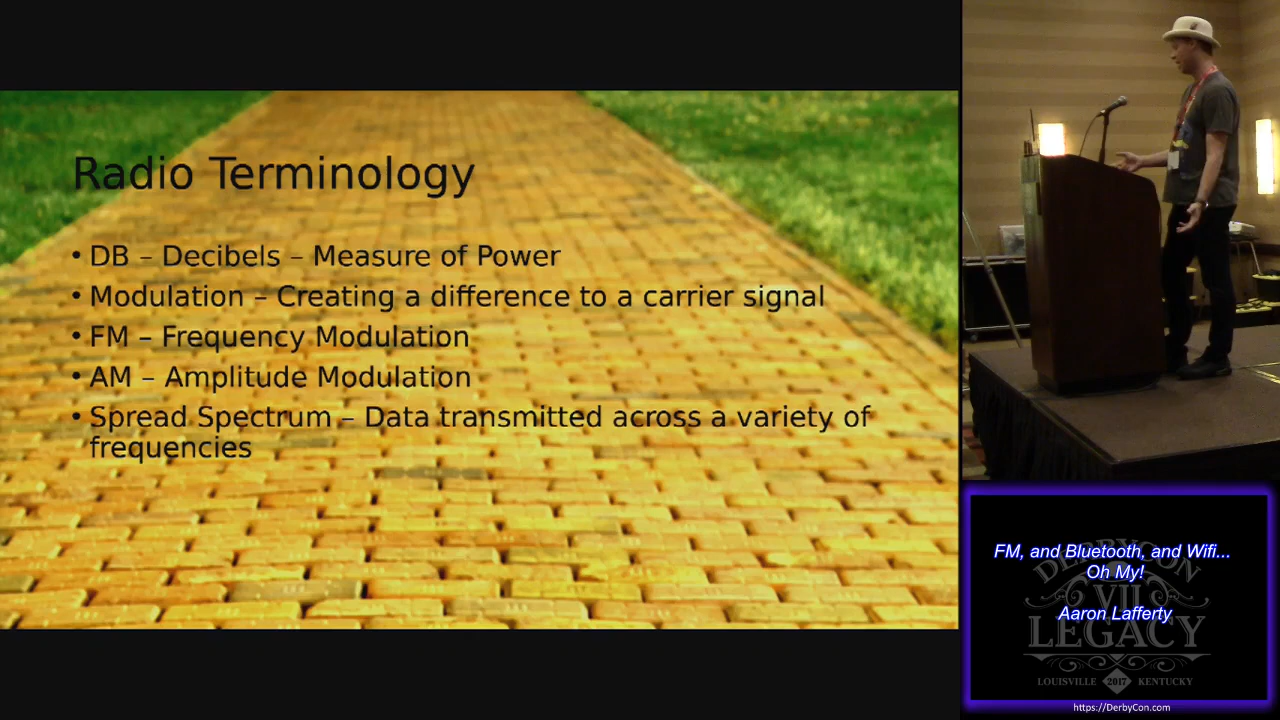 Radio Terminology
• DB – Decibels – Measure of Power
• Modulation – Creating a difference to a carrier signal
• FM – Frequency Modulation
• AM – Amplitude Modulation
• Spread Spectrum – Data transmitted across a variety of
frequencies
FM, and Bluetooth, and Wifi...
Oh My!
Aaron Lafferty
DERBYCON
VII
LEGACY
LOUISVILLE 2017 KENTUCKY
https://DerbyCon.com